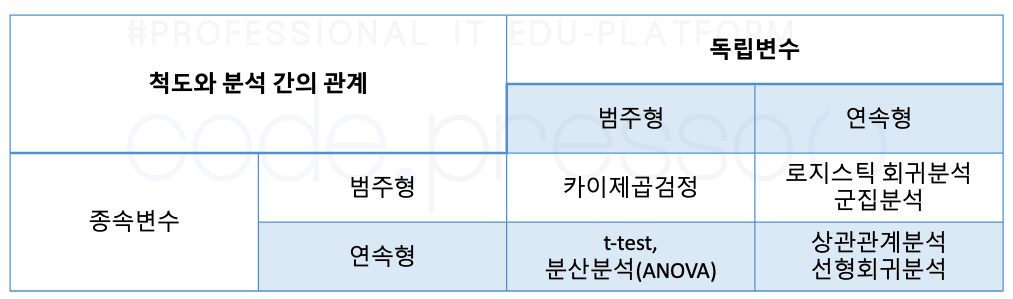 #PROFESSIONAL IT EDU-PLATFORM
독립변수
척도와 분석 간의 관계
범주형
연속형
code.presso
종속변수
범주형
카이제곱검정
로지스틱 회귀분석
군집분석
연속형
t-test,
분산분석(ANOVA)
상관관계분석
선형회귀분석